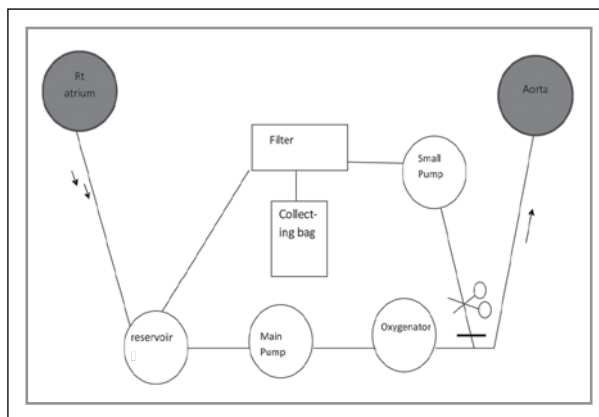 Rt
atrium
Aorta
Filter
Small
Pump
Collect-
ing bag
reservoir
Main
Pump
Oxygenator